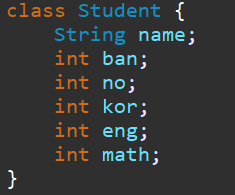 class Student {
    String name;
    int ban;
    int no;
    int kor;
    int eng;
    int math;
}